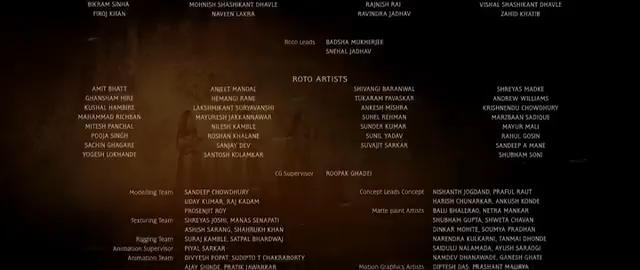 BIKRAM SINHA MOHNISH SHASHIKANT DHAVLE RAJNISH RAI VISHAL SHASHIKANT DHAVLE
FIROJ KHAN NAVEEN LAKRA RAVINDRA JADHAV ZAHID KHATIB
Roto Leads BADSHA MUKHERJEE
SNEHAL JADHAV
ROTO ARTISTS
AMIT BHATT ANJEET MANDAL SHIVANGI BARANWAL SHREYAS MADKE
GHANSHAM HIRE HEMANGI RANE TUKARAM PAVASKAR ANDREW WILLIAMS
KUSHAL HAMBIRE LAKSHMIKANT SURYAVANSHI ANKESH MISHRA KRISHNENDU CHOWDHURY
MAHAMMAD RICHBAN MAYURESH JAKKANNAWAR SUHEL REHMAN MARZBAAN SADIQUE
MITESH PANCHAL NILESH KAMBLE SUNDER KUMAR MAYUR MALI
POOJA SINGH ROSHAN KHALANE SUNIL YADAV RAHUL GOSIN
SACHIN GHAGARE SANJAY DEV SUVAJIT SARKAR SANDEEP A MANE
YOGESH LOKHANDE SANTOSH KOLAMKAR SHUBHAM SONI
CG Supervisor ROOPAK GHADEI
Modelling Team SANDEEP CHOWDHURY Concept Leads Concept NISHANTH JOGDAND, PRAFUL RAUT
UDAY KUMAR, RAJ KADAM HARISH CHUNARKAR, ANKUSH KONDE
PROSENJIT ROY Matte paint Artists BALU BHALERAO, NETRA MANKAR
Texturing Team SHREYAS JOSHI, MANAS SENAPATI SHUBHAM GUPTA, SHWETA CHAVAN
ASHISH SARANG, SHAHRUKH KHAN DINKAR MOHITE, SOUMYA PRADHAN
Rigging Team SURAJ KAMBLE, SATPAL BHARDWAJ NARENDRA KULKARNI, TANMAI DHONDE
Animation Supervisor PIYAL SARKAR SAIDULU NALAMADA, AYUSH SARAOGI
Animation Team DIVYESH POPAT, SUDIPTO T CHAKRABORTY NAMDEV DHANAWADE, GANESH GHATE
AJAY SHINDE, PRATIK JAWARKAR Motion Graphics Artists DIPTESH DAS, PRASHANT MAURYA